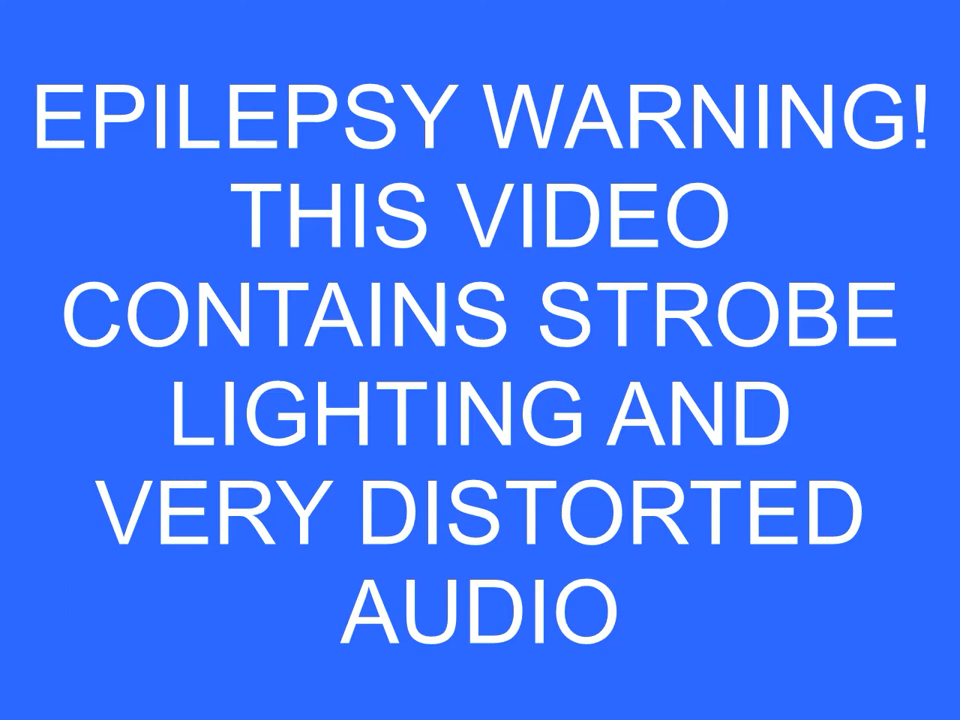 EPILEPSY WARNING!
THIS VIDEO
CONTAINS STROBE
LIGHTING AND
VERY DISTORTED
AUDIO